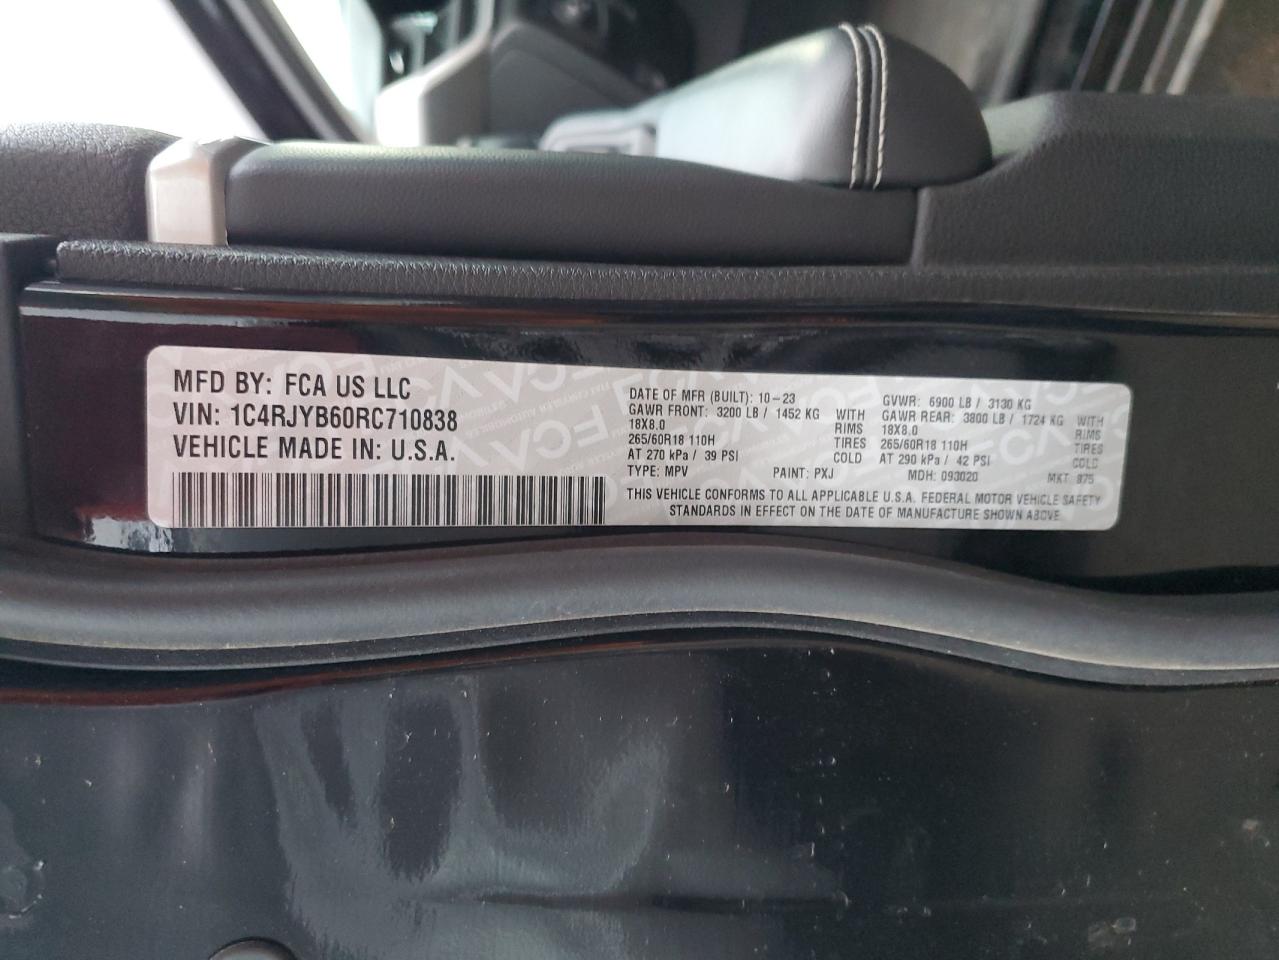 MFD BY: FCA US LLC
VIN: 1C4RJYB60RC710838
VEHICLE MADE IN: U.S.A.
DATE OF MFR (BUILT): 10-23 GVWR: 6900 LB / 3130 KG
GAWR FRONT: 3200 LB / 1452 KG WITH GAWR REAR: 3800 LB / 1724 KG WITH
18X8.0 RIMS 18X8.0 RIMS
265/60R18 110H TIRES 265/60R18 110H TIRES
AT 270 kPa / 39 PSI COLD AT 290 kPa / 42 PSI COLD
TYPE: MPV PAINT: PXJ MDH: 093020 MKT 875
THIS VEHICLE CONFORMS TO ALL APPLICABLE U.S.A. FEDERAL MOTOR VEHICLE SAFETY
STANDARDS IN EFFECT ON THE DATE OF MANUFACTURE SHOWN ABOVE